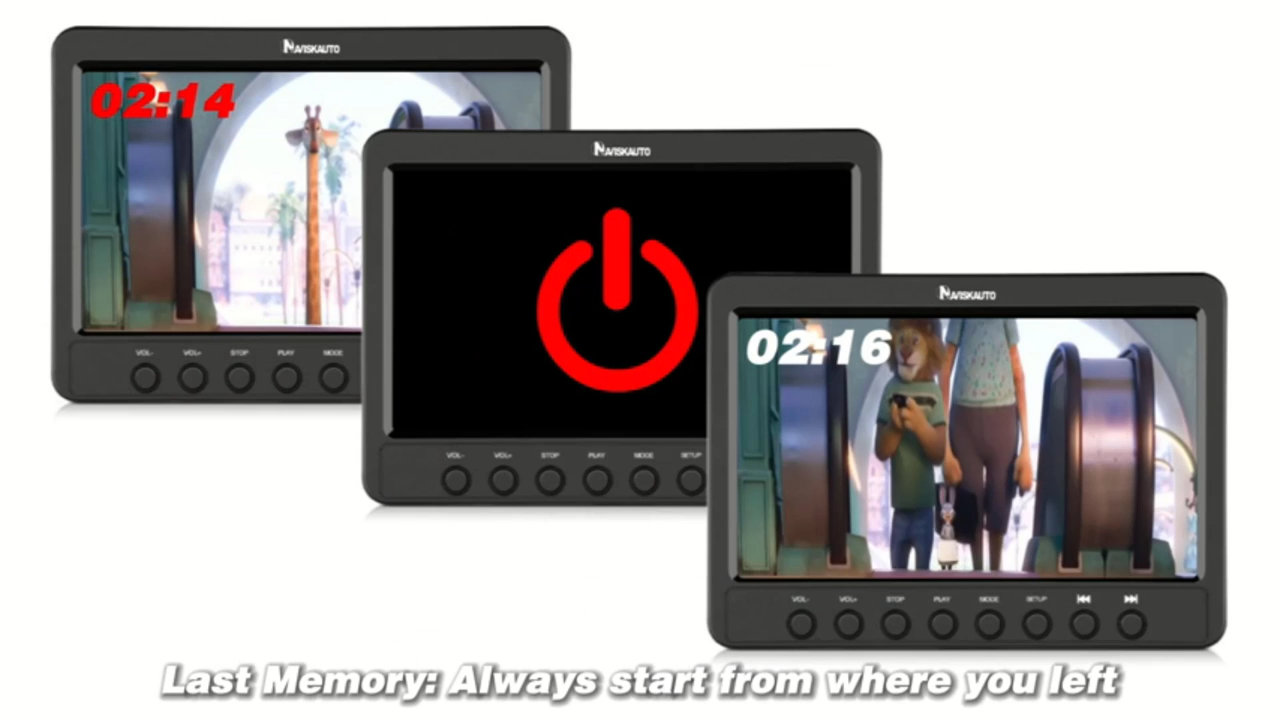 NAVISKAUTO
02:14
VOL- VOL+ STOP PLAY MODE
NAVISKAUTO
VOL- VOL+ STOP PLAY MODE SETUP
NAVISKAUTO
02:16
VOL- VOL+ STOP PLAY MODE SETUP
Last Memory: Always start from where you left